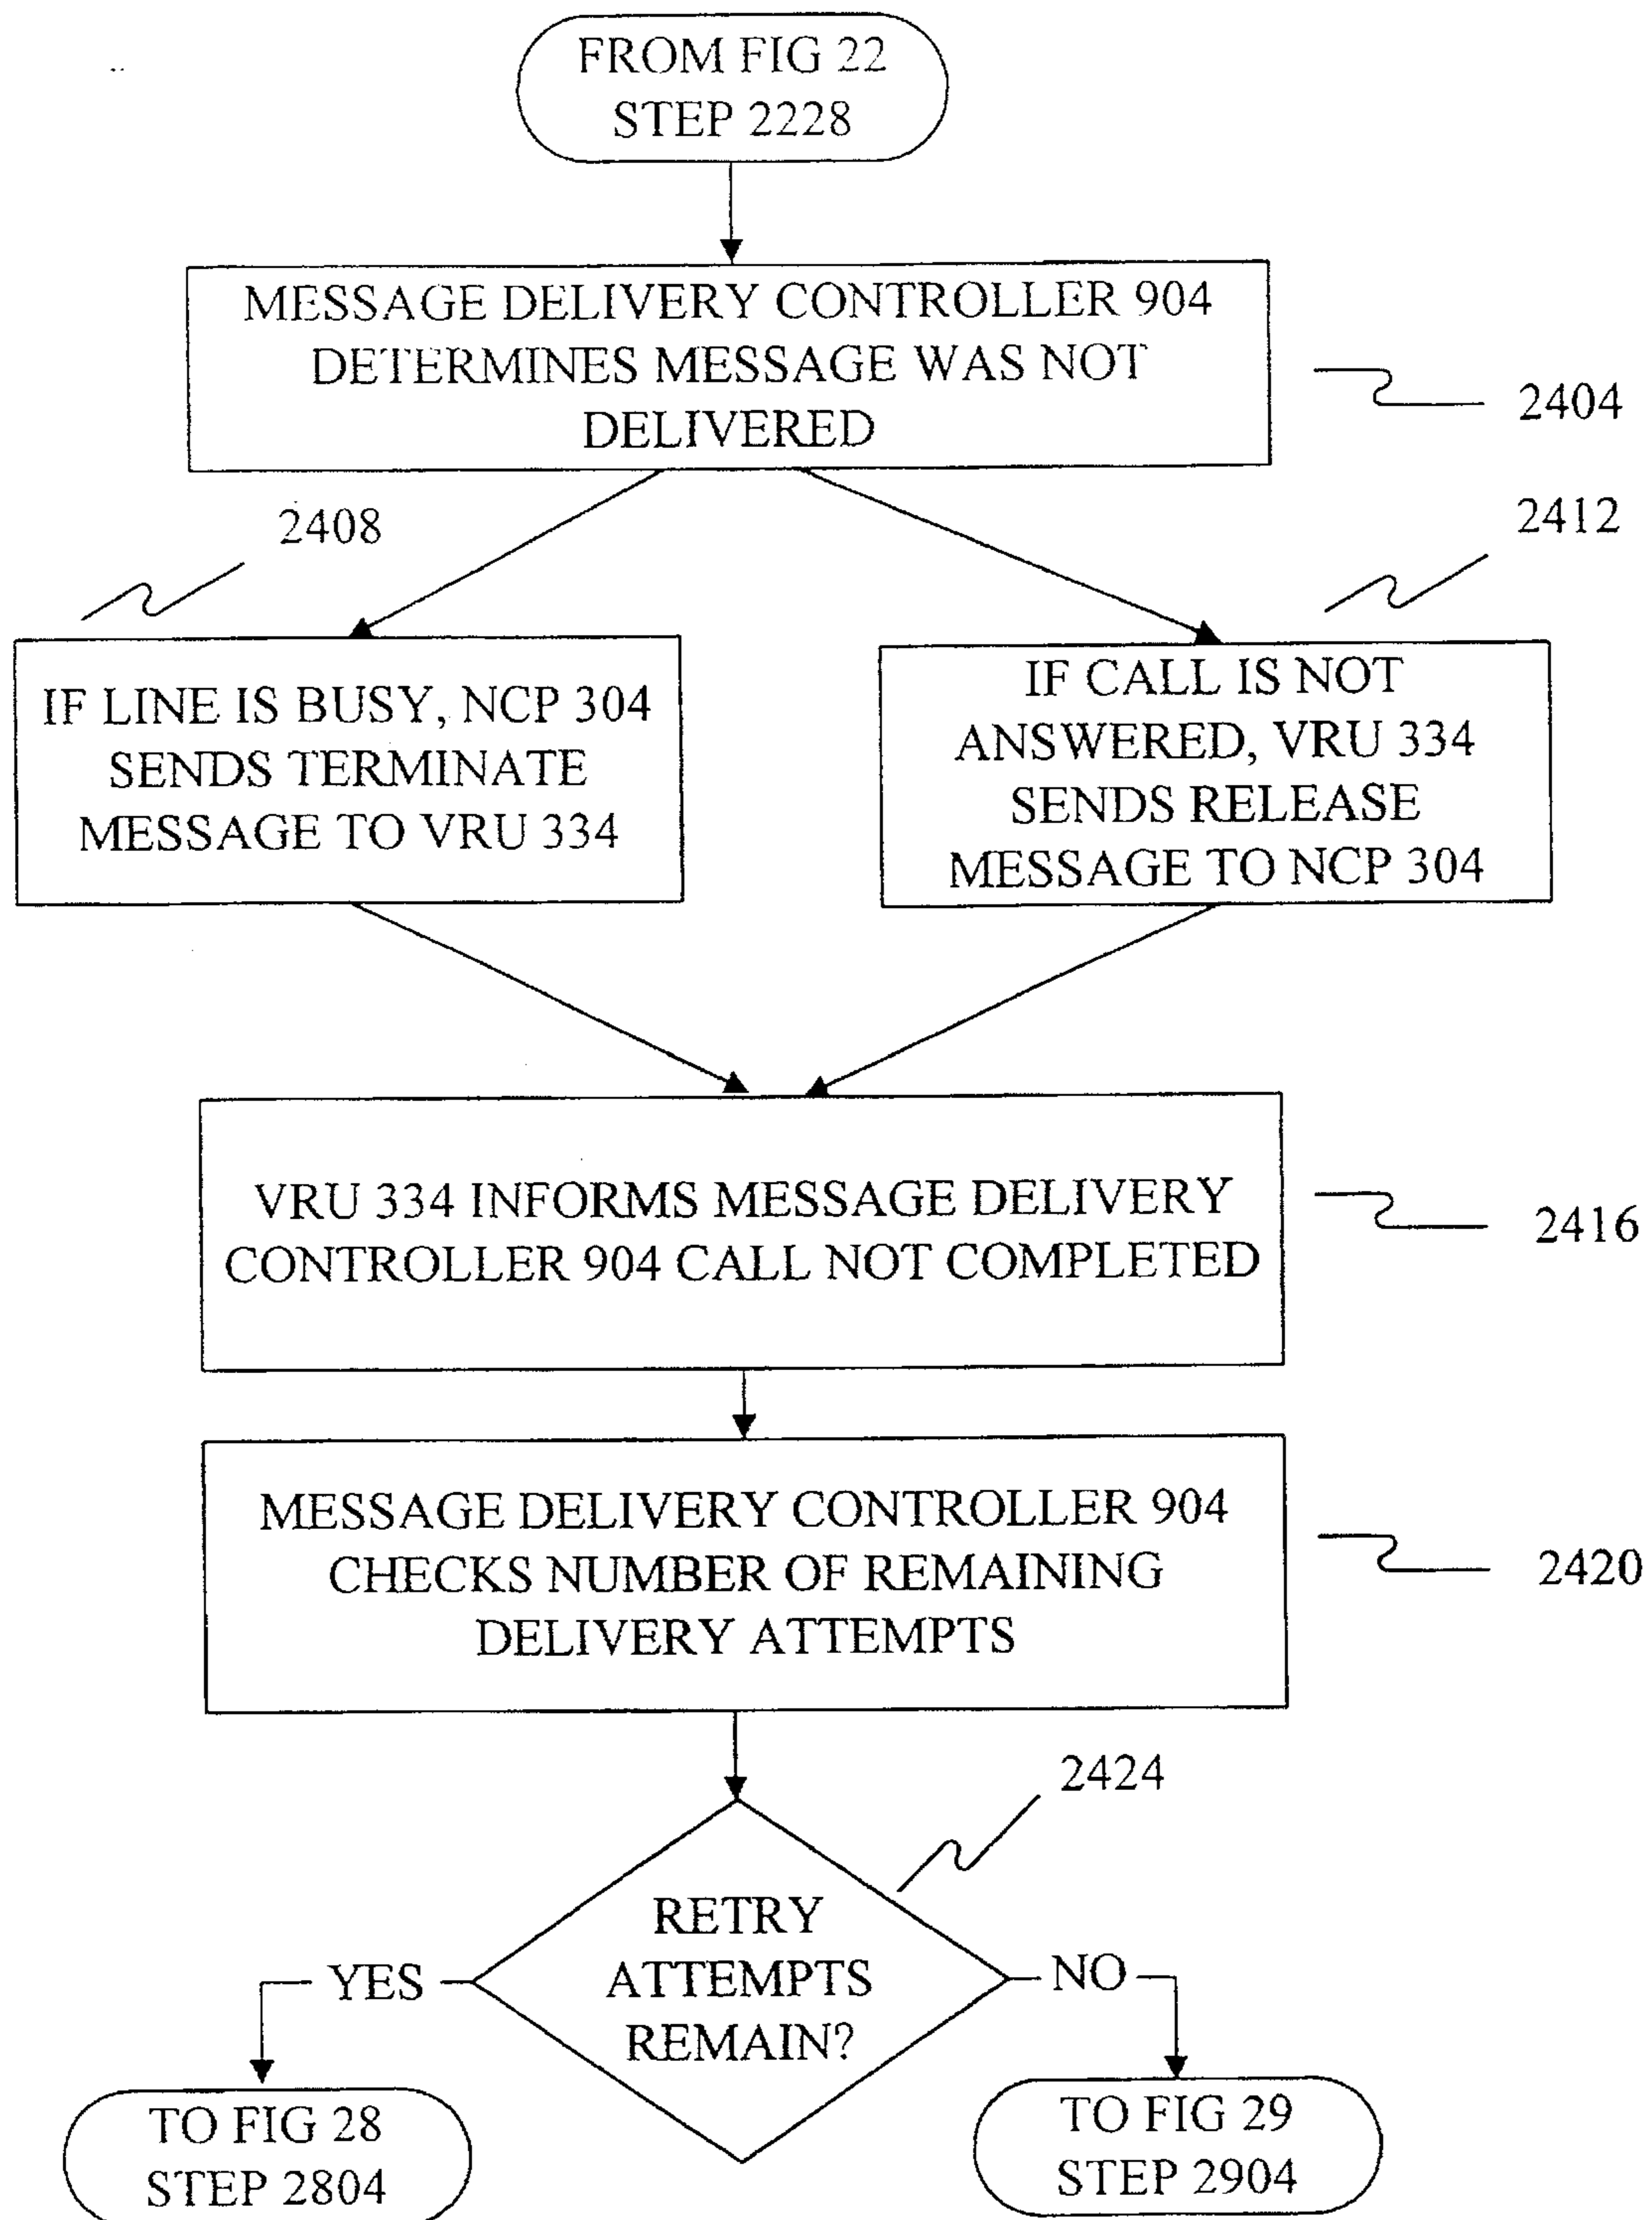 FROM FIG 22
STEP 2228
MESSAGE DELIVERY CONTROLLER 904
DETERMINES MESSAGE WAS NOT
DELIVERED
2404
2408
2412
IF LINE IS BUSY, NCP 304
SENDS TERMINATE
MESSAGE TO VRU 334
IF CALL IS NOT
ANSWERED, VRU 334
SENDS RELEASE
MESSAGE TO NCP 304
VRU 334 INFORMS MESSAGE DELIVERY
CONTROLLER 904 CALL NOT COMPLETED
2416
MESSAGE DELIVERY CONTROLLER 904
CHECKS NUMBER OF REMAINING
DELIVERY ATTEMPTS
2420
2424
RETRY
ATTEMPTS
REMAIN?
YES
NO
TO FIG 28
STEP 2804
TO FIG 29
STEP 2904